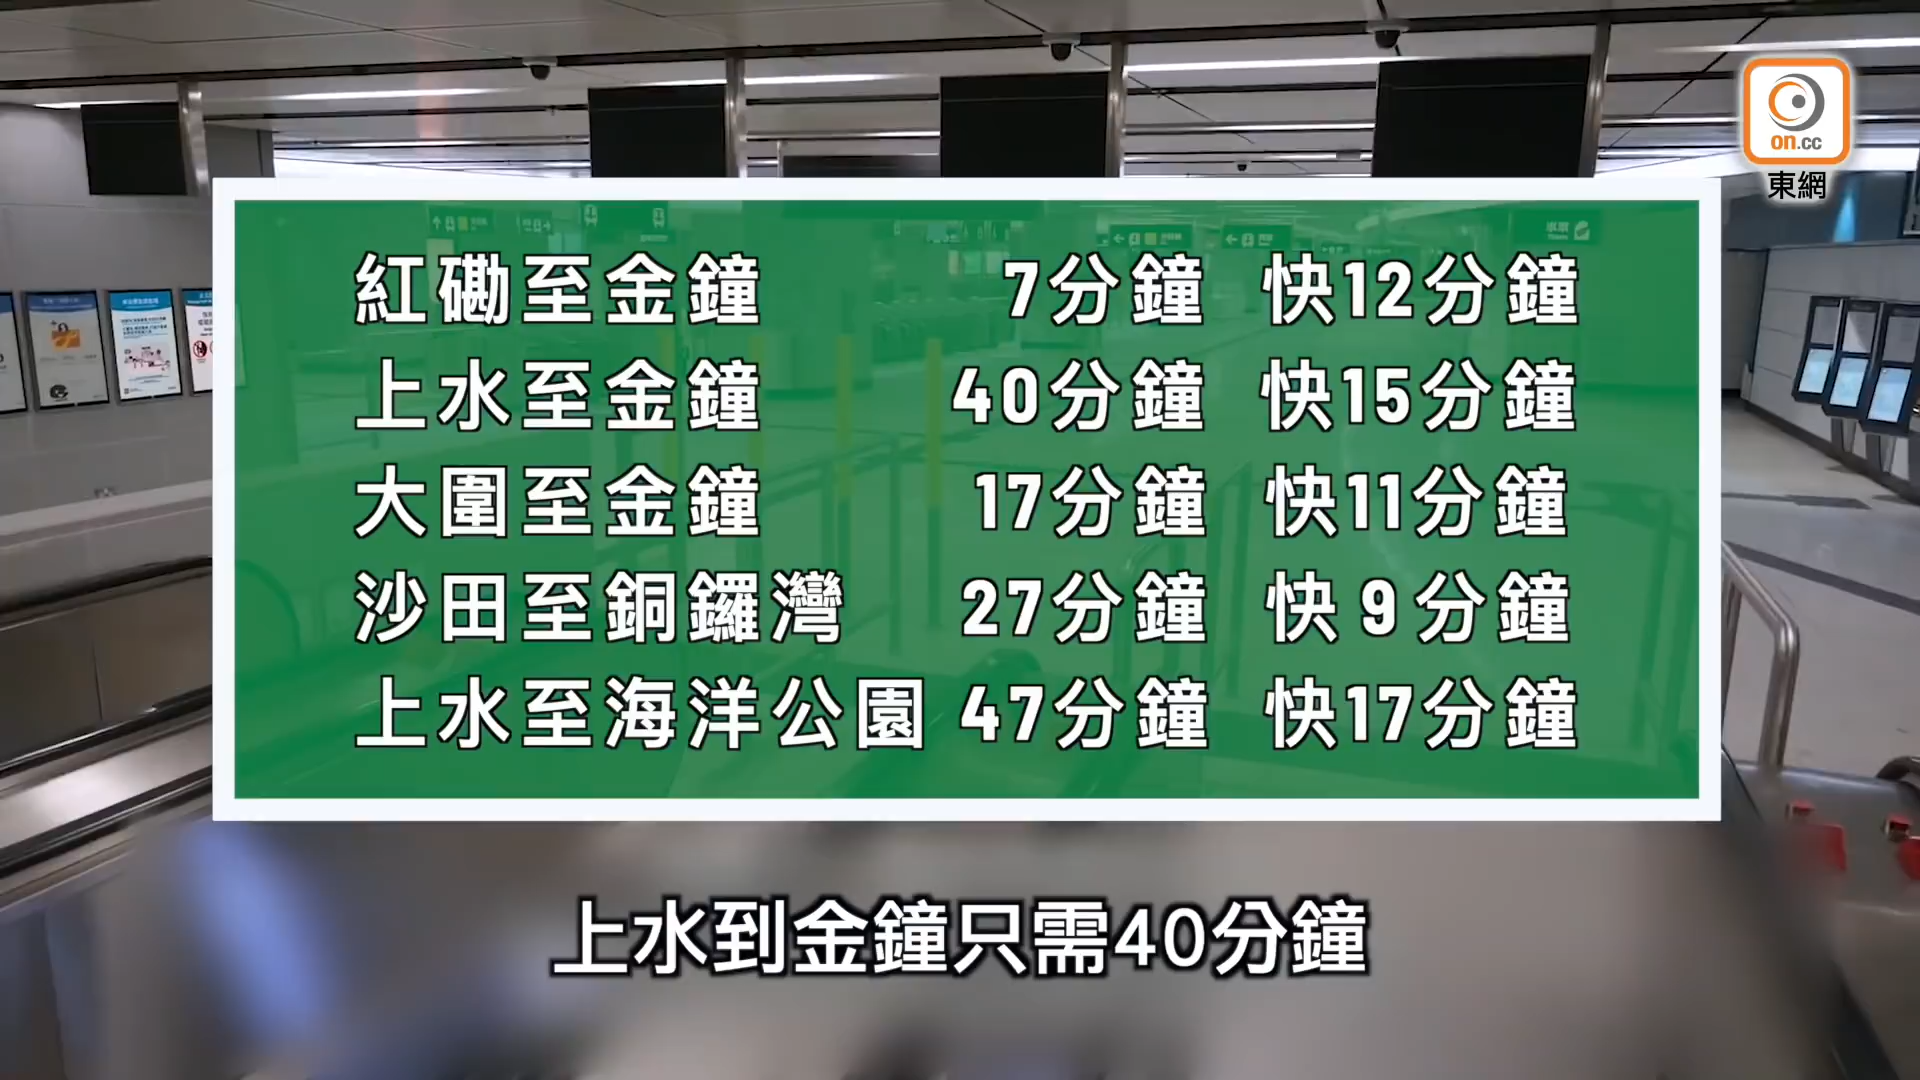 on.cc
東網
紅磡至金鐘 7分鐘 快12分鐘
上水至金鐘 40分鐘 快15分鐘
大圍至金鐘 17分鐘 快11分鐘
沙田至銅鑼灣 27分鐘 快9分鐘
上水至海洋公園 47分鐘 快17分鐘
上水到金鐘只需40分鐘